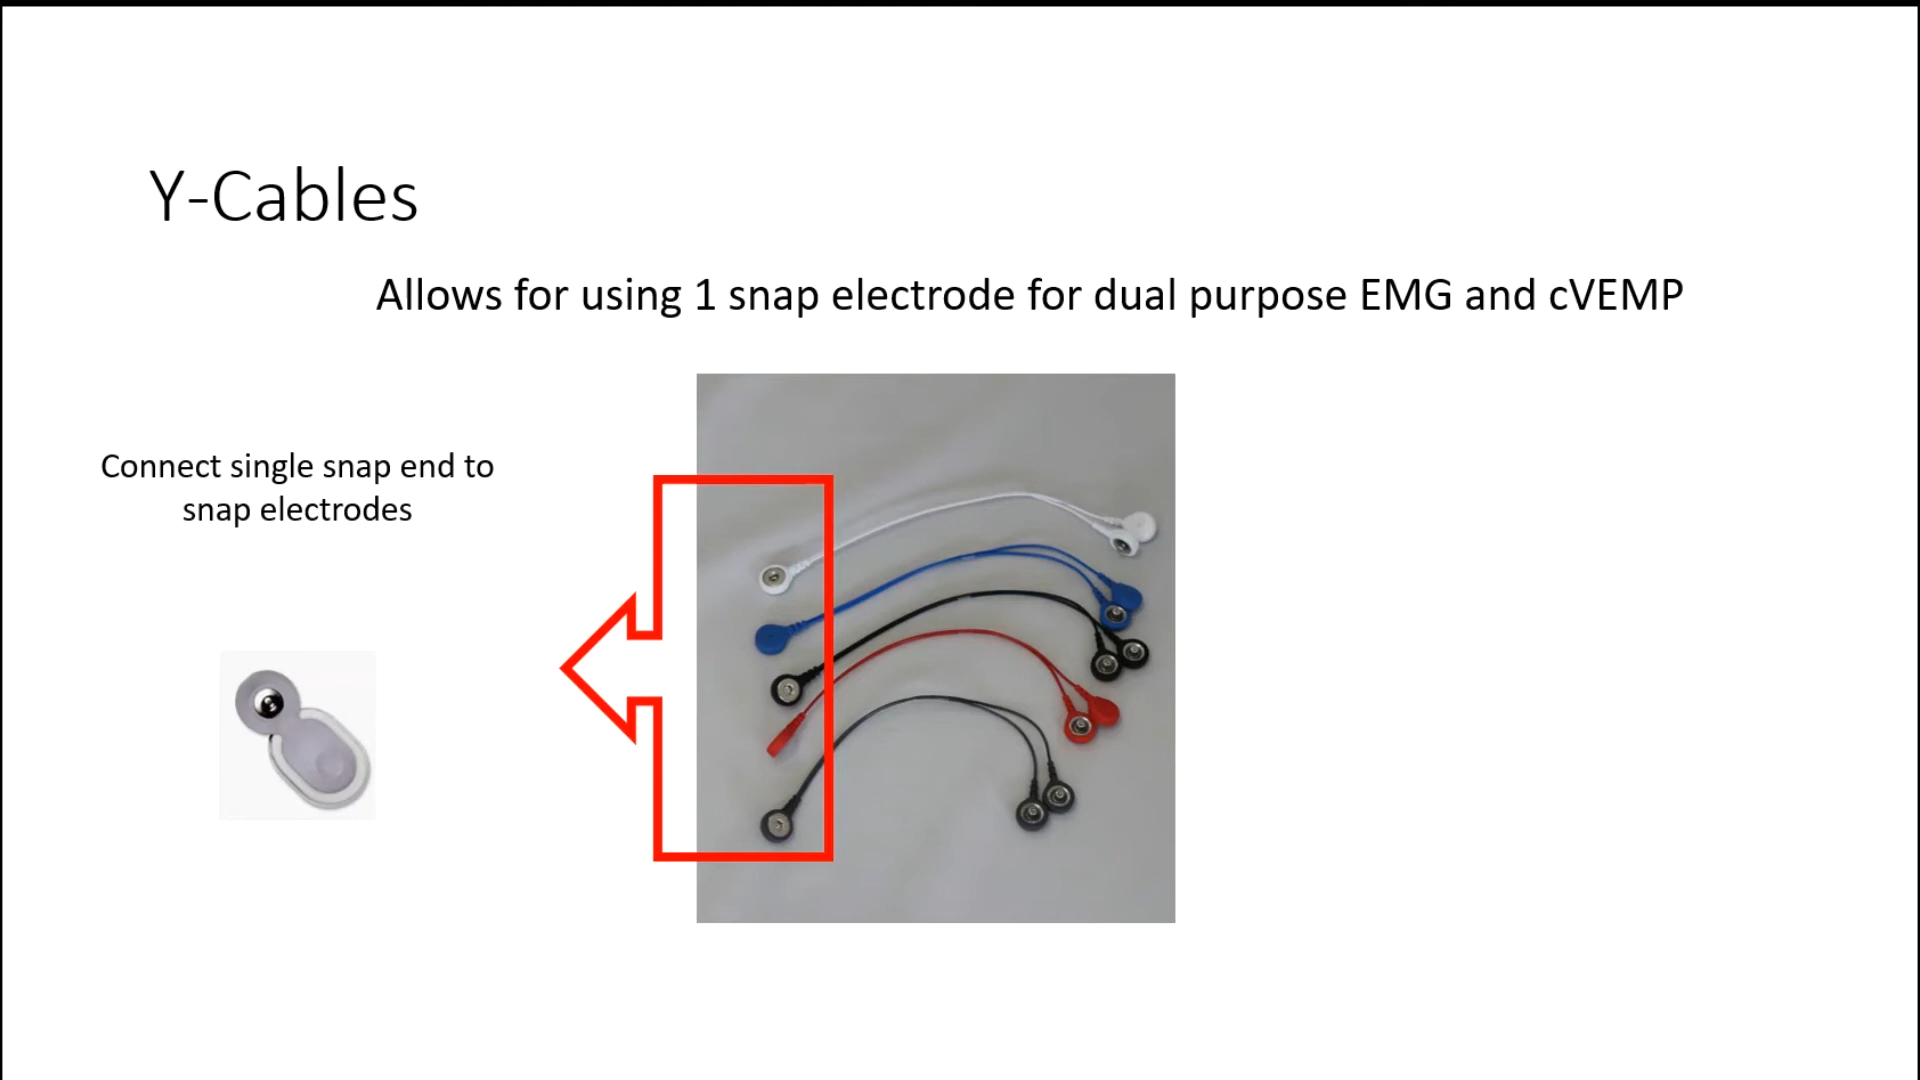 Y-Cables
Allows for using 1 snap electrode for dual purpose EMG and cVEMP
Connect single snap end to
snap electrodes